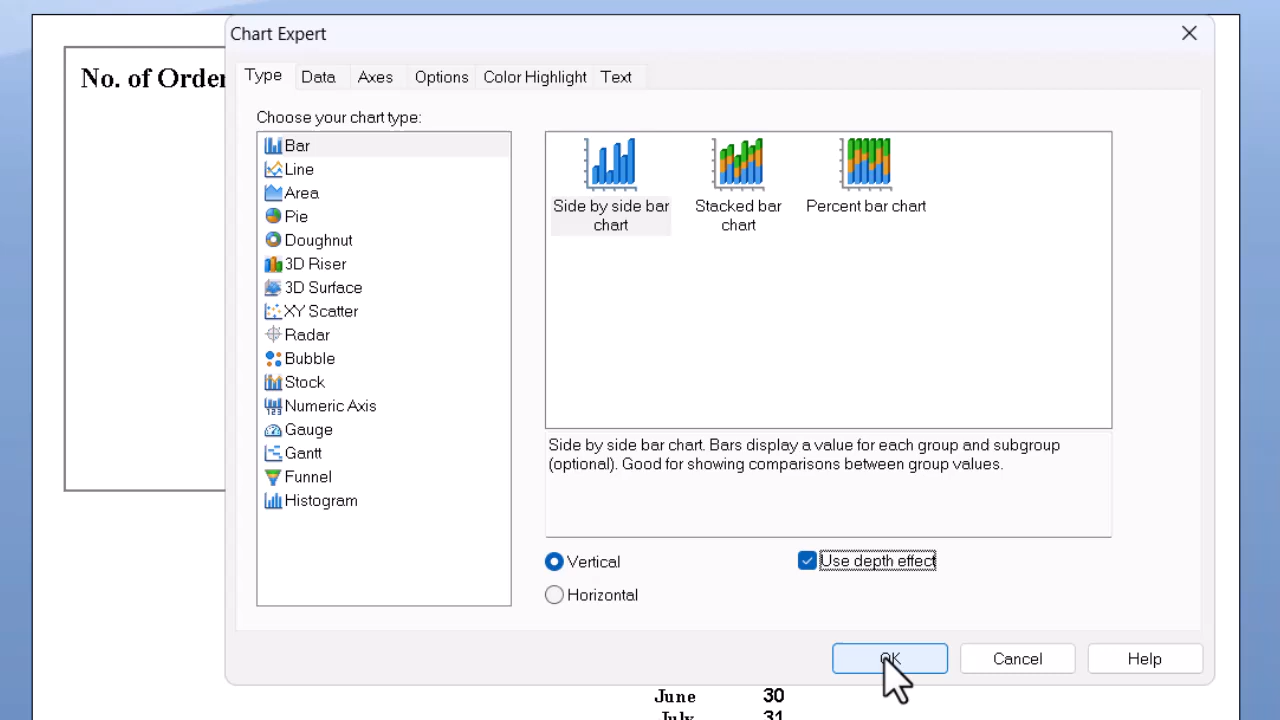 Chart Expert
No. of Order
Type Data Axes Options Color Highlight Text
Choose your chart type:
Bar
Line
Area
Pie
Doughnut
3D Riser
3D Surface
XY Scatter
Radar
Bubble
Stock
Numeric Axis
Gauge
Gantt
Funnel
Histogram
Side by side bar
chart
Stacked bar
chart
Percent bar chart
Side by side bar chart. Bars display a value for each group and subgroup
(optional). Good for showing comparisons between group values.
Vertical
Use depth effect
Horizontal
OK Cancel Help
June 30
July 31